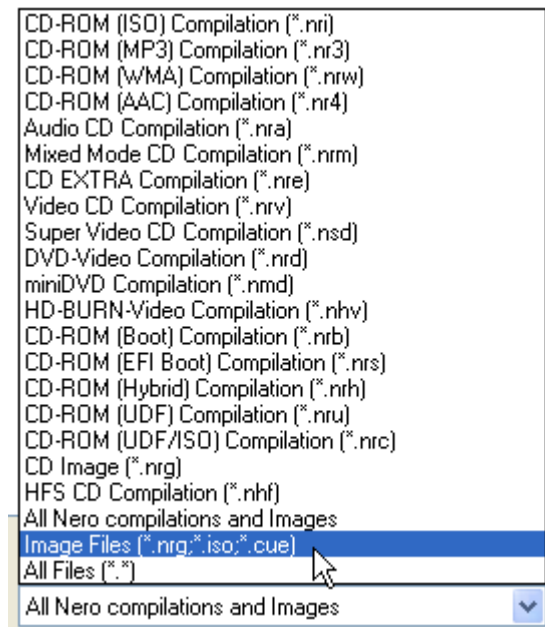 CD-ROM (ISO) Compilation (*.nri)
CD-ROM (MP3) Compilation (*.nr3)
CD-ROM (WMA) Compilation (*.nrw)
CD-ROM (AAC) Compilation (*.nr4)
Audio CD Compilation (*.nra)
Mixed Mode CD Compilation (*.nrm)
CD EXTRA Compilation (*.nre)
Video CD Compilation (*.nrv)
Super Video CD Compilation (*.nsd)
DVD-Video Compilation (*.nrd)
miniDVD Compilation (*.nmd)
HD-BURN-Video Compilation (*.nhv)
CD-ROM (Boot) Compilation (*.nrb)
CD-ROM (EFI Boot) Compilation (*.nrs)
CD-ROM (Hybrid) Compilation (*.nrh)
CD-ROM (UDF) Compilation (*.nru)
CD-ROM (UDF/ISO) Compilation (*.nrc)
CD Image (*.nrg)
HFS CD Compilation (*.nhf)
All Nero compilations and Images
Image Files (*.nrg;*.iso;*.cue)
All Files (*.*)
All Nero compilations and Images